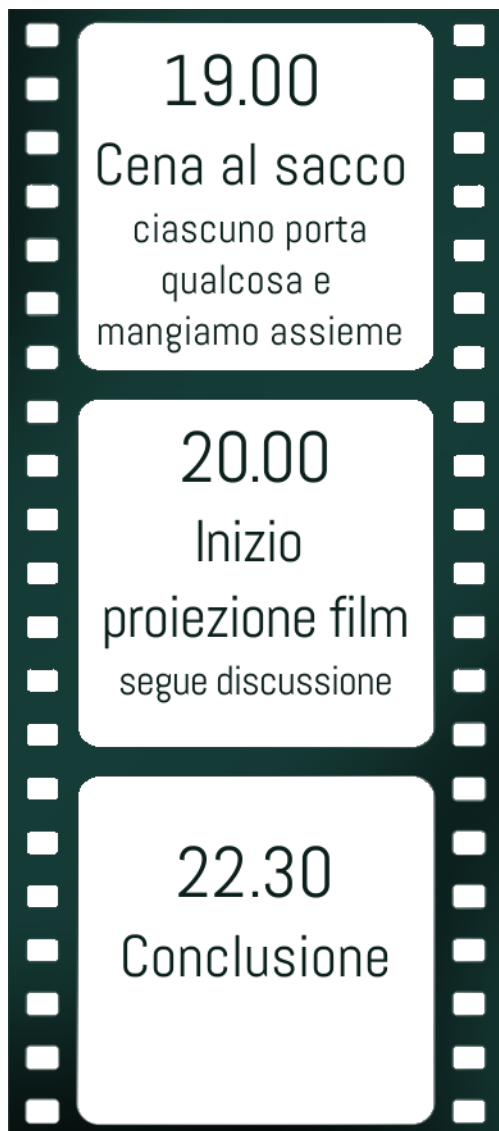 19.00
Cena al sacco
ciascuno porta
qualcosa e
mangiamo assieme
20.00
Inizio
proiezione film
segue discussione
22.30
Conclusione